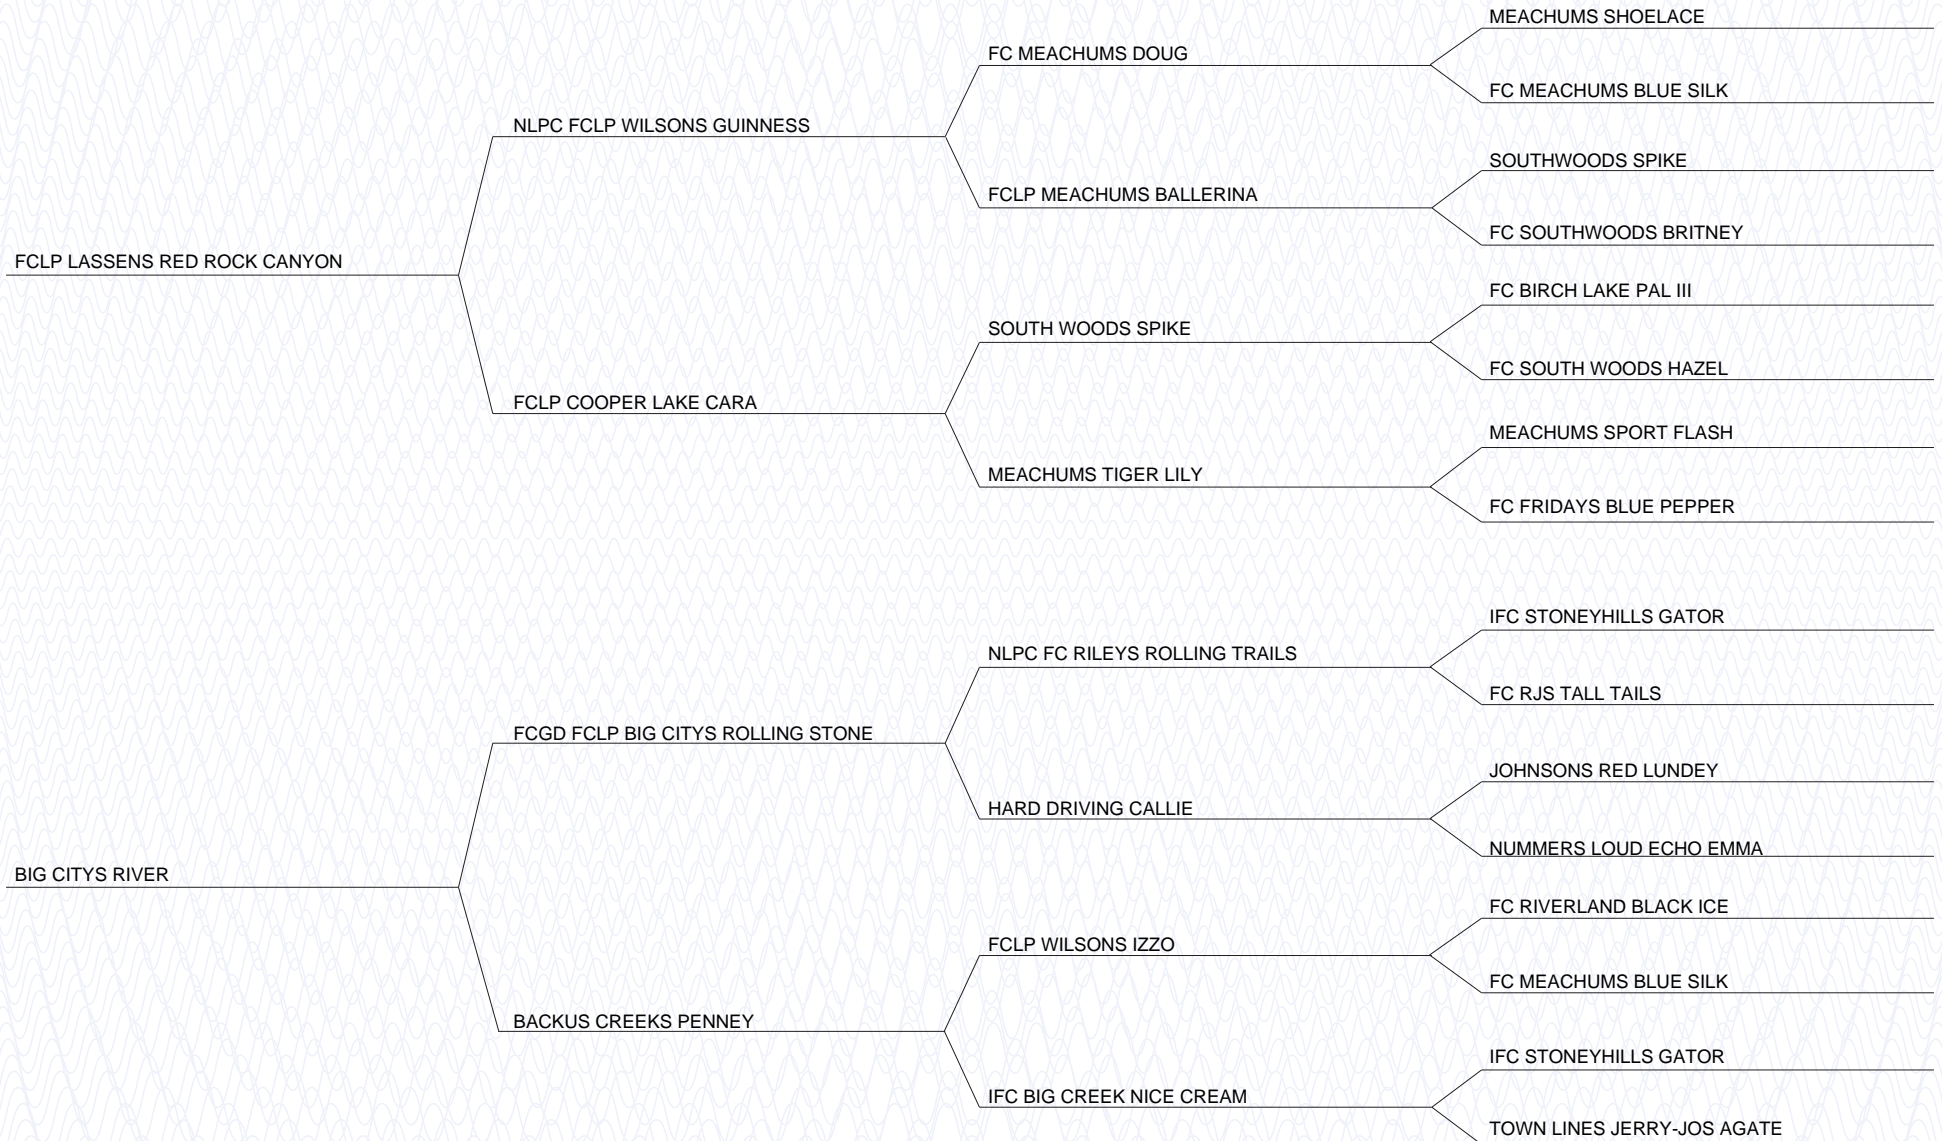 MEACHUMS SHOELACE
FC MEACHUMS DOUG
FC MEACHUMS BLUE SILK
NLPC FCLP WILSONS GUINNESS
SOUTHWOODS SPIKE
FCLP MEACHUMS BALLERINA
FC SOUTHWOODS BRITNEY
FCLP LASSENS RED ROCK CANYON
FC BIRCH LAKE PAL III
SOUTH WOODS SPIKE
FC SOUTH WOODS HAZEL
FCLP COOPER LAKE CARA
MEACHUMS SPORT FLASH
MEACHUMS TIGER LILY
FC FRIDAYS BLUE PEPPER
IFC STONEYHILLS GATOR
NLPC FC RILEYS ROLLING TRAILS
FC RJS TALL TAILS
FCGD FCLP BIG CITYS ROLLING STONE
JOHNSONS RED LUNDEY
HARD DRIVING CALLIE
NUMMERS LOUD ECHO EMMA
BIG CITYS RIVER
FC RIVERLAND BLACK ICE
FCLP WILSONS IZZO
FC MEACHUMS BLUE SILK
BACKUS CREEKS PENNEY
IFC STONEYHILLS GATOR
IFC BIG CREEK NICE CREAM
TOWN LINES JERRY-JOS AGATE